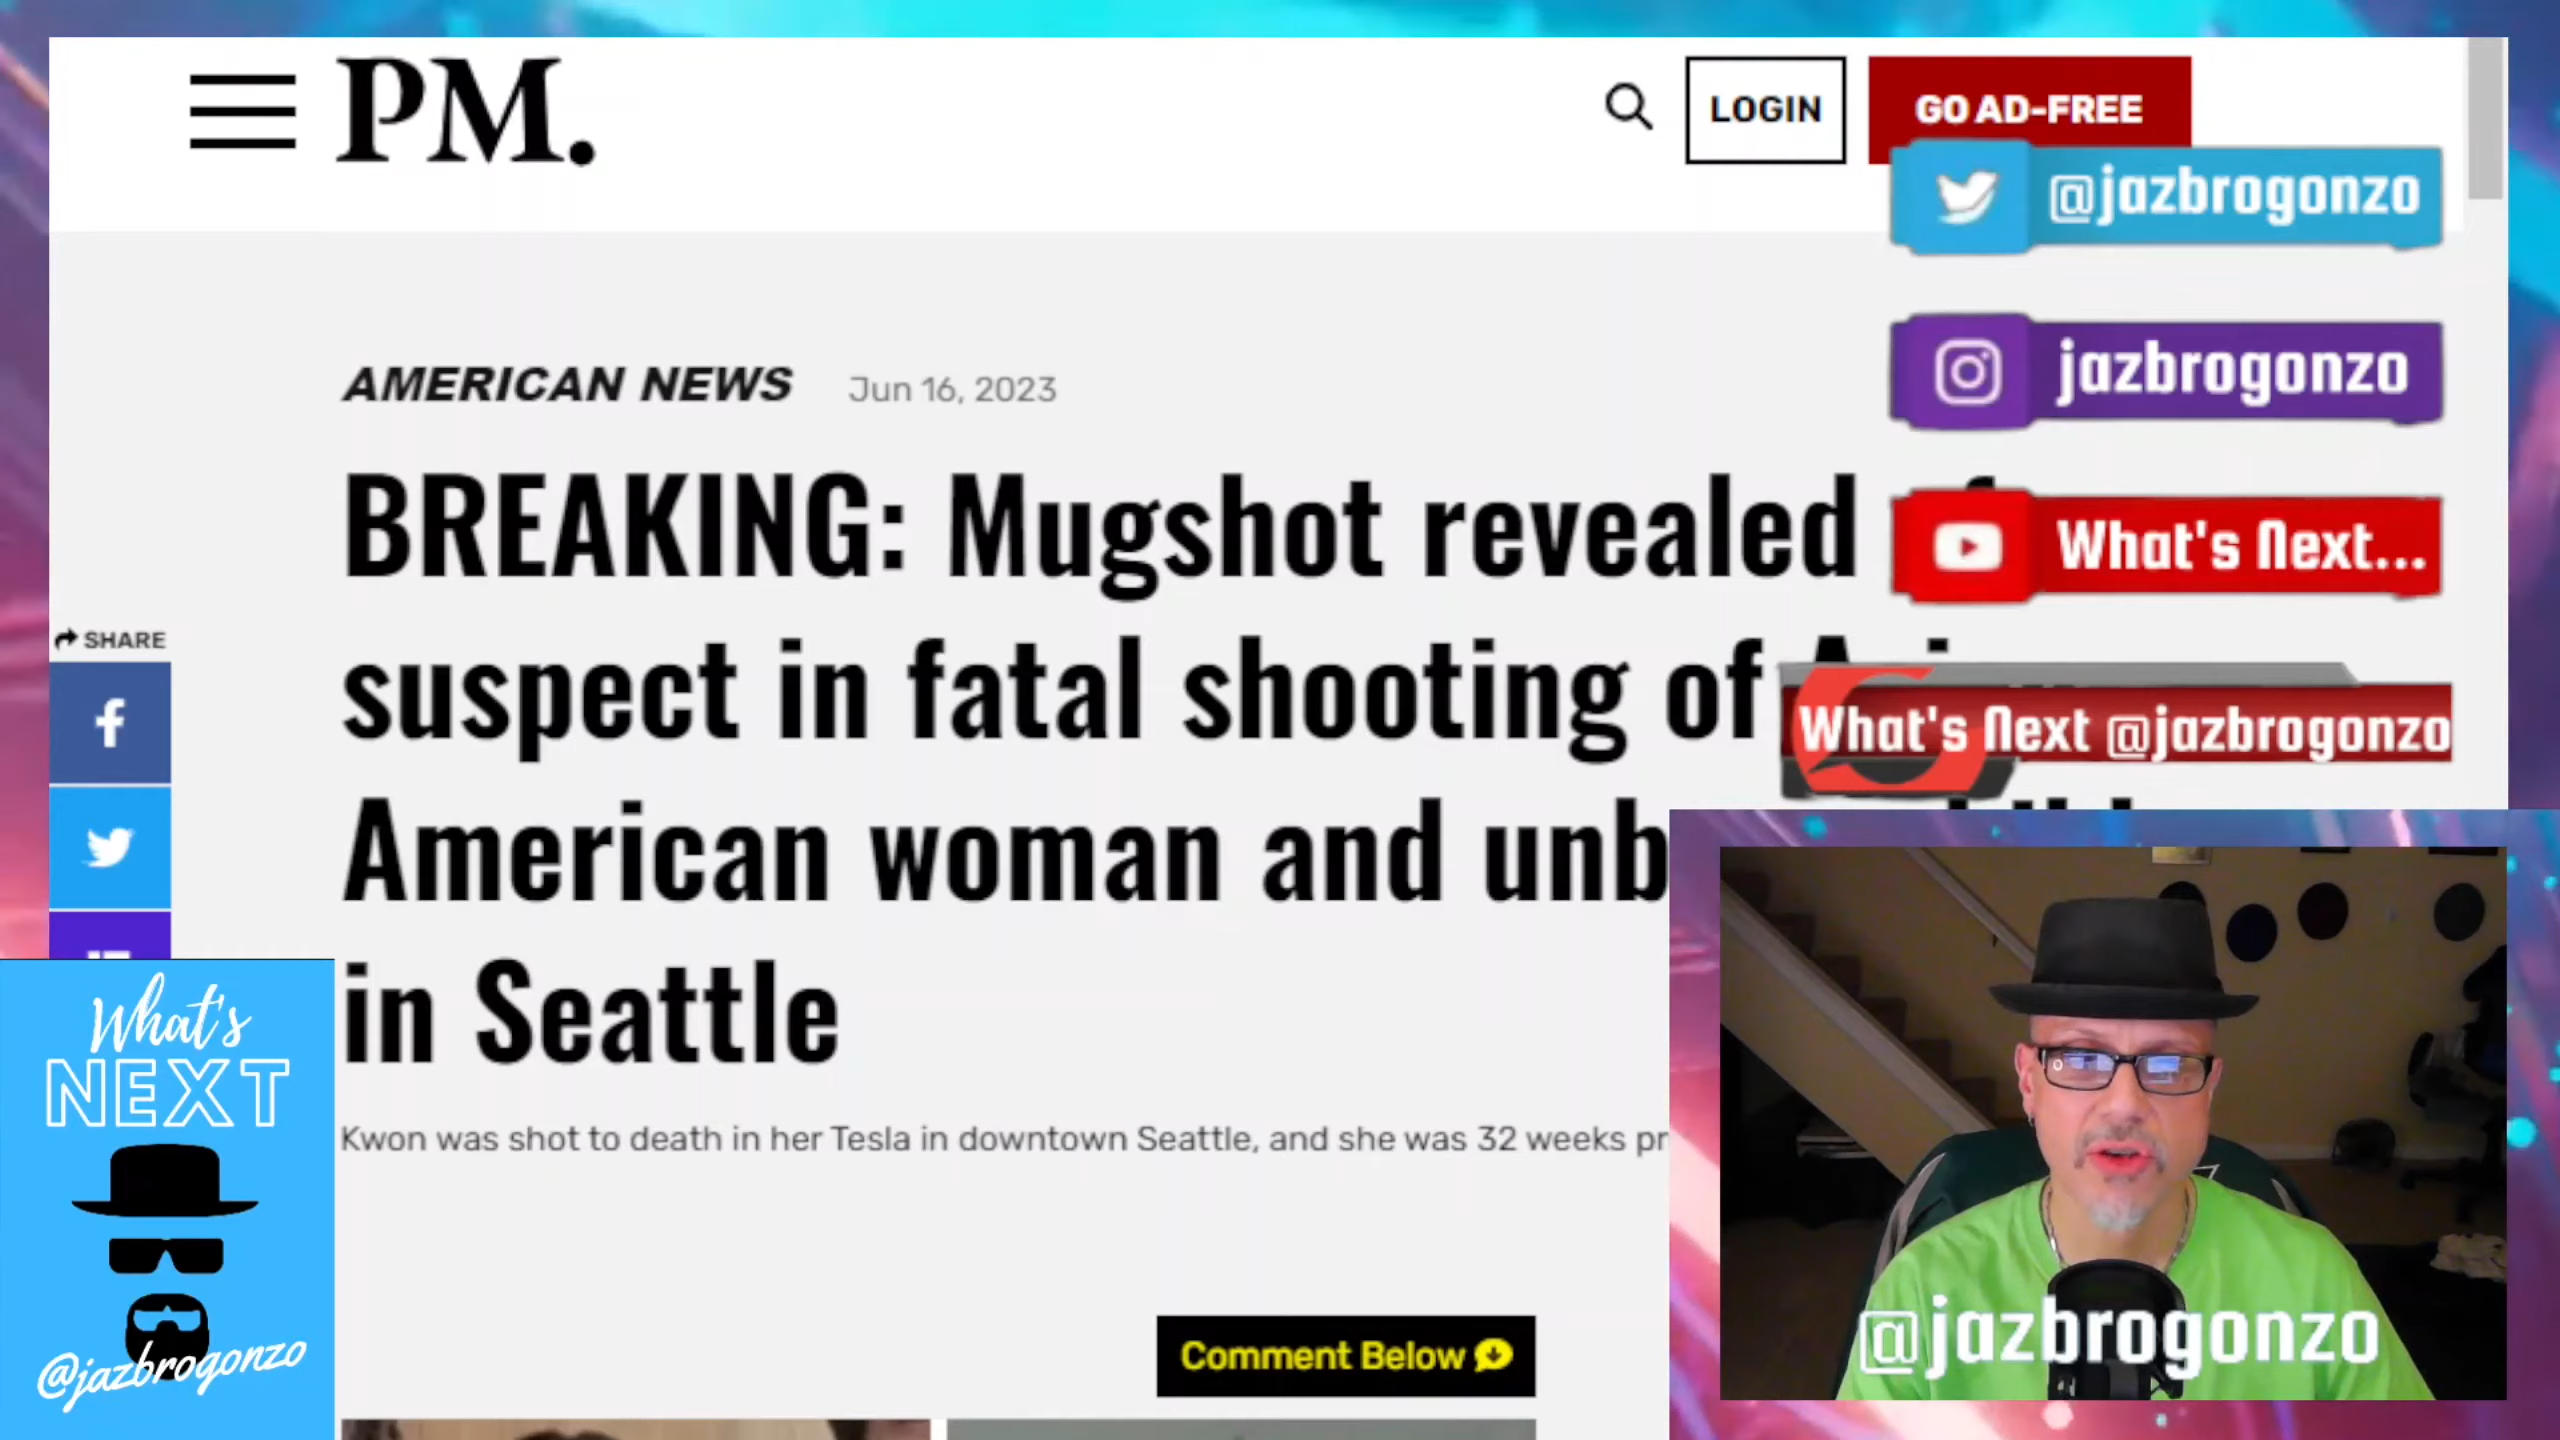 PM.
LOGIN
GO AD-FREE
@jazbrogonzo
AMERICAN NEWS Jun 16, 2023
jazbrogonzo
BREAKING: Mugshot revealed
What's Next...
SHARE
suspect in fatal shooting of
What's Next @jazbrogonzo
American woman and unb
in Seattle
Kwon was shot to death in her Tesla in downtown Seattle, and she was 32 weeks pr
What's
NEXT
@jazbrogonzo
Comment Below
@jazbrogonzo